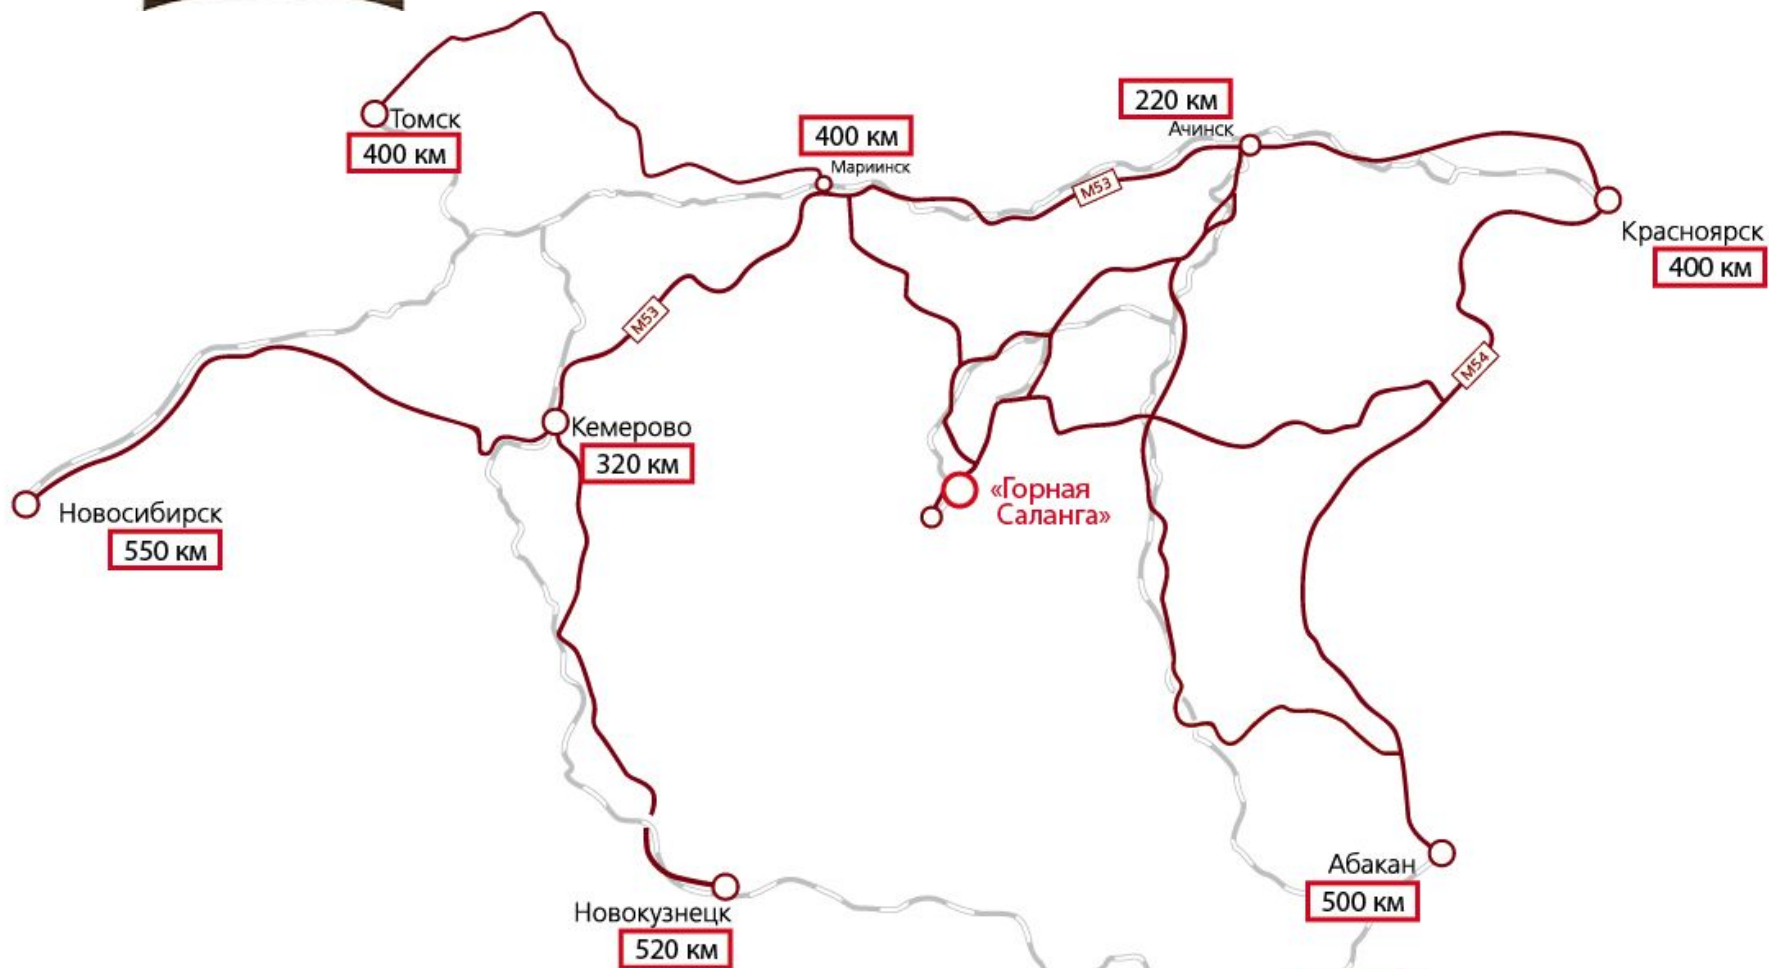 Томск
400 км
400 км
Мариинск
220 км
Ачинск
М53
Красноярск
400 км
М53
М54
Кемерово
320 км
Новосибирск
550 км
«Горная
Саланга»
Абакан
500 км
Новокузнецк
520 км